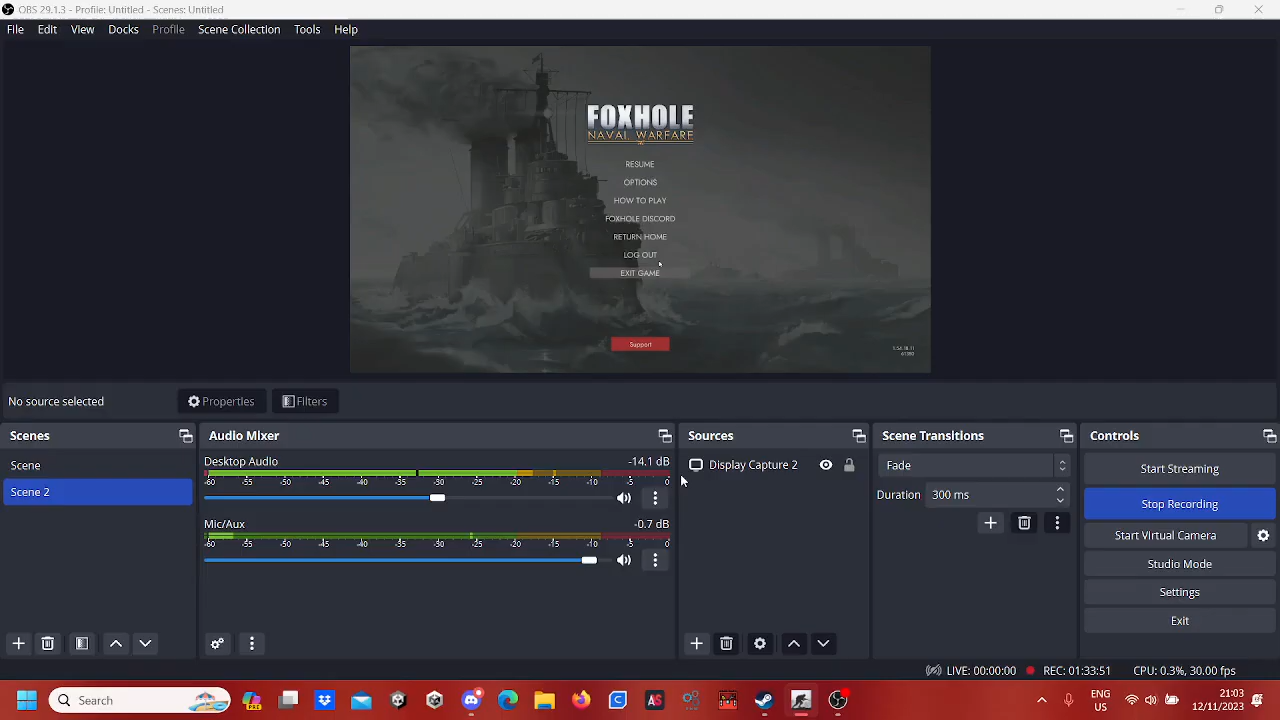 OBS 29.1.3 - Profile: Untitled - Scenes: Untitled
File Edit View Docks Profile Scene Collection Tools Help
FOXHOLE
NAVAL WARFARE
RESUME
OPTIONS
HOW TO PLAY
FOXHOLE DISCORD
RETURN HOME
LOG OUT
EXIT GAME
Support
No source selected Properties Filters
Scenes
Scene
Scene 2
Audio Mixer
Desktop Audio -14.1 dB
-60 -55 -50 -45 -40 -35 -30 -25 -20 -15 -10 -5 0
Mic/Aux -0.7 dB
-60 -55 -50 -45 -40 -35 -30 -25 -20 -15 -10 -5 0
Sources
Display Capture 2
Scene Transitions
Fade
Duration 300 ms
Controls
Start Streaming
Stop Recording
Start Virtual Camera
Studio Mode
Settings
Exit
LIVE: 00:00:00 REC: 01:33:51 CPU: 0.3%, 30.00 fps
Search
ENG
US
21:03
12/11/2023